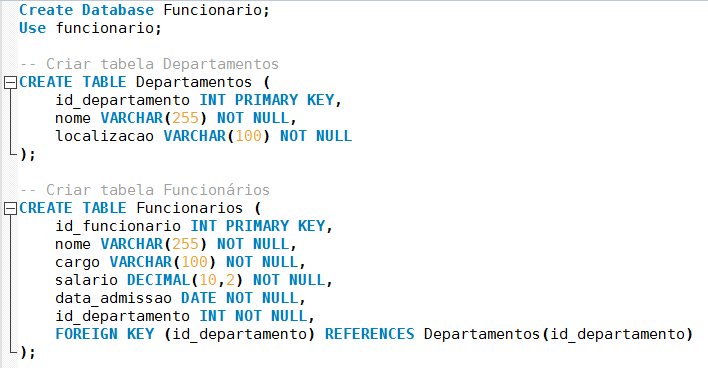 Create Database Funcionario;
Use funcionario;
-- Criar tabela Departamentos
CREATE TABLE Departamentos (
id_departamento INT PRIMARY KEY,
nome VARCHAR(255) NOT NULL,
localizacao VARCHAR(100) NOT NULL
);
-- Criar tabela Funcionários
CREATE TABLE Funcionarios (
id_funcionario INT PRIMARY KEY,
nome VARCHAR(255) NOT NULL,
cargo VARCHAR(100) NOT NULL,
salario DECIMAL(10,2) NOT NULL,
data_admissao DATE NOT NULL,
id_departamento INT NOT NULL,
FOREIGN KEY (id_departamento) REFERENCES Departamentos(id_departamento)
);